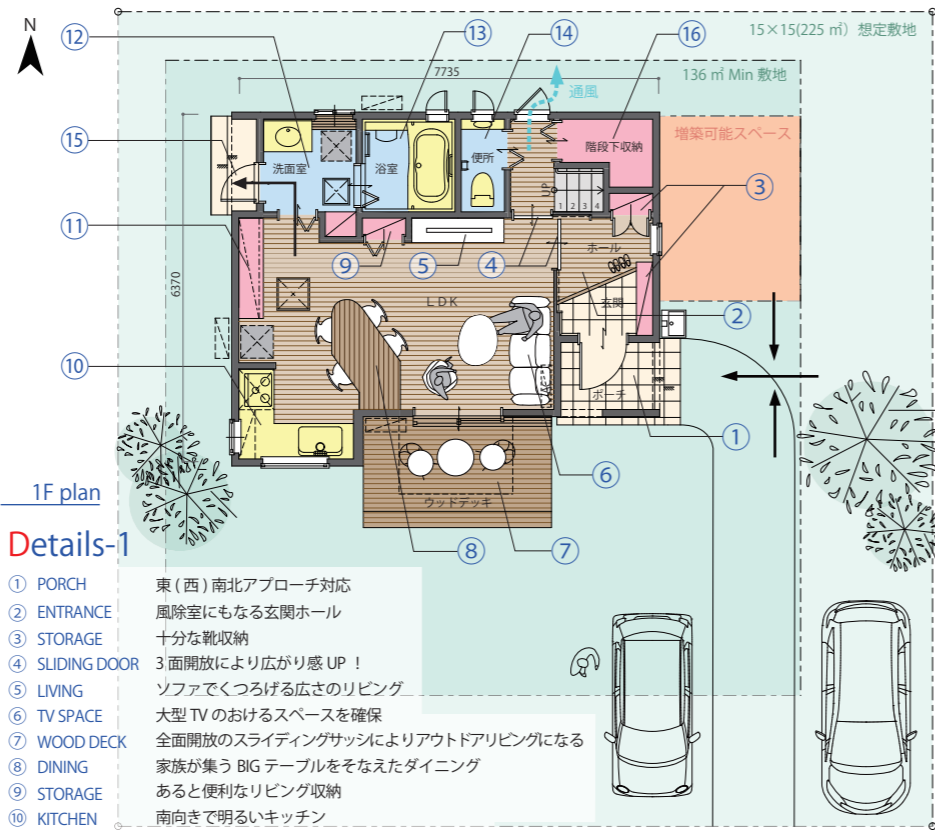 N
⑫
⑬
⑭
⑯
15×15(225 ㎡) 想定敷地
7735
136 ㎡ Min 敷地
通風
増築可能スペース
⑮
洗面室
浴室
便所
階段下収納
UP
1 2 3 4
③
⑪
⑨
⑤
④
ホール
6370
LDK
玄関
②
⑩
AC
ポーチ
①
⑥
ウッドデッキ
⑧
⑦
1F plan
Details-1
① PORCH 東(西)南北アプローチ対応
② ENTRANCE 風除室にもなる玄関ホール
③ STORAGE 十分な靴収納
④ SLIDING DOOR 3 面開放により広がり感 UP !
⑤ LIVING ソファでくつろげる広さのリビング
⑥ TV SPACE 大型 TV のおけるスペースを確保
⑦ WOOD DECK 全面開放のスライディングサッシによりアウトドアリビングになる
⑧ DINING 家族が集う BIG テーブルをそなえたダイニング
⑨ STORAGE あると便利なリビング収納
⑩ KITCHEN 南向きで明るいキッチン